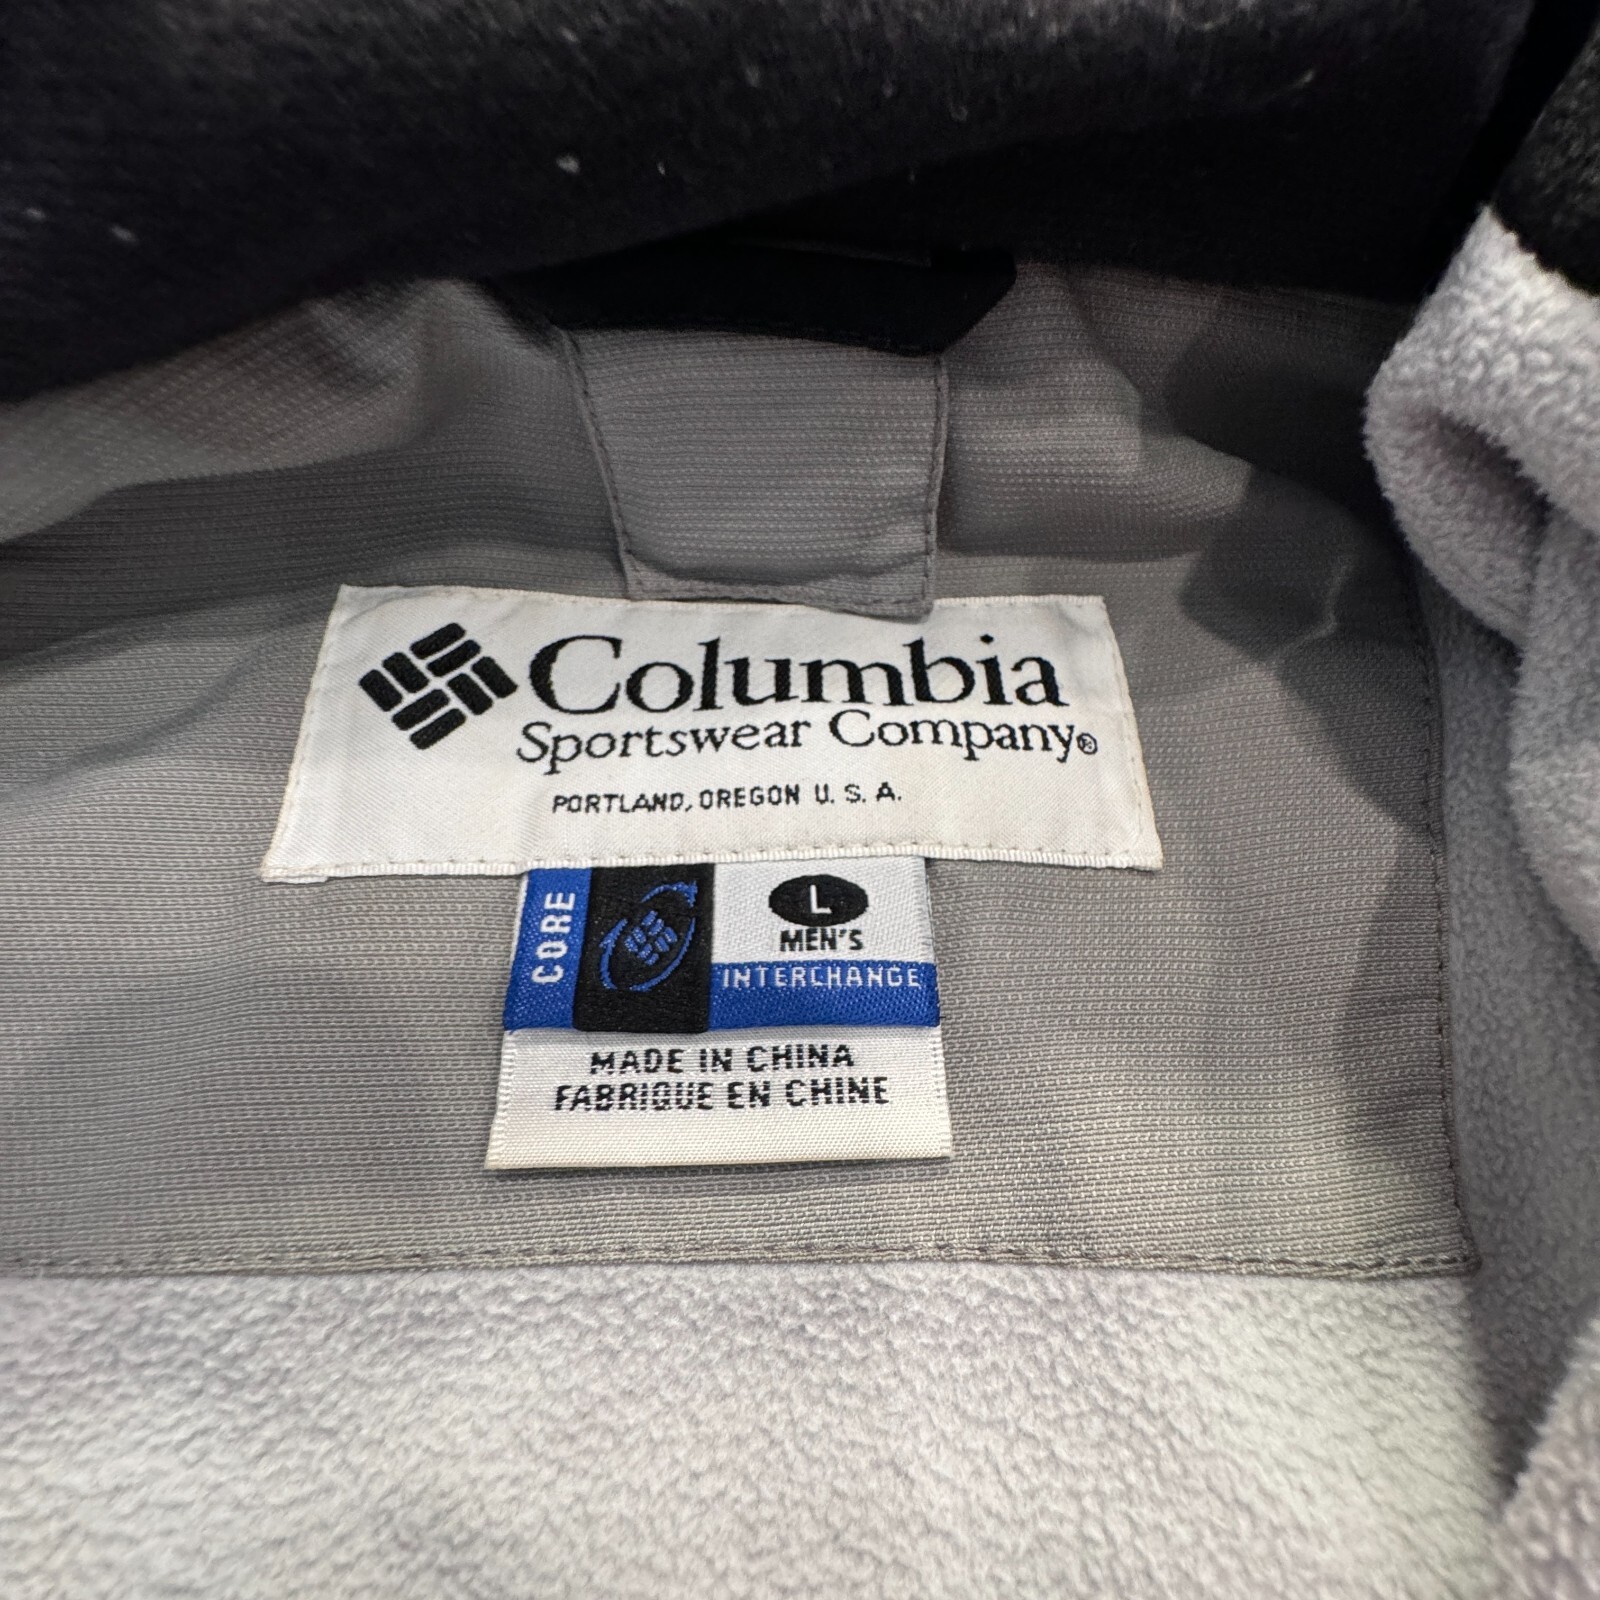 Columbia
Sportswear Company®
PORTLAND, OREGON U. S. A.
CORE
L
MEN'S
INTERCHANGE
MADE IN CHINA
FABRIQUE EN CHINE